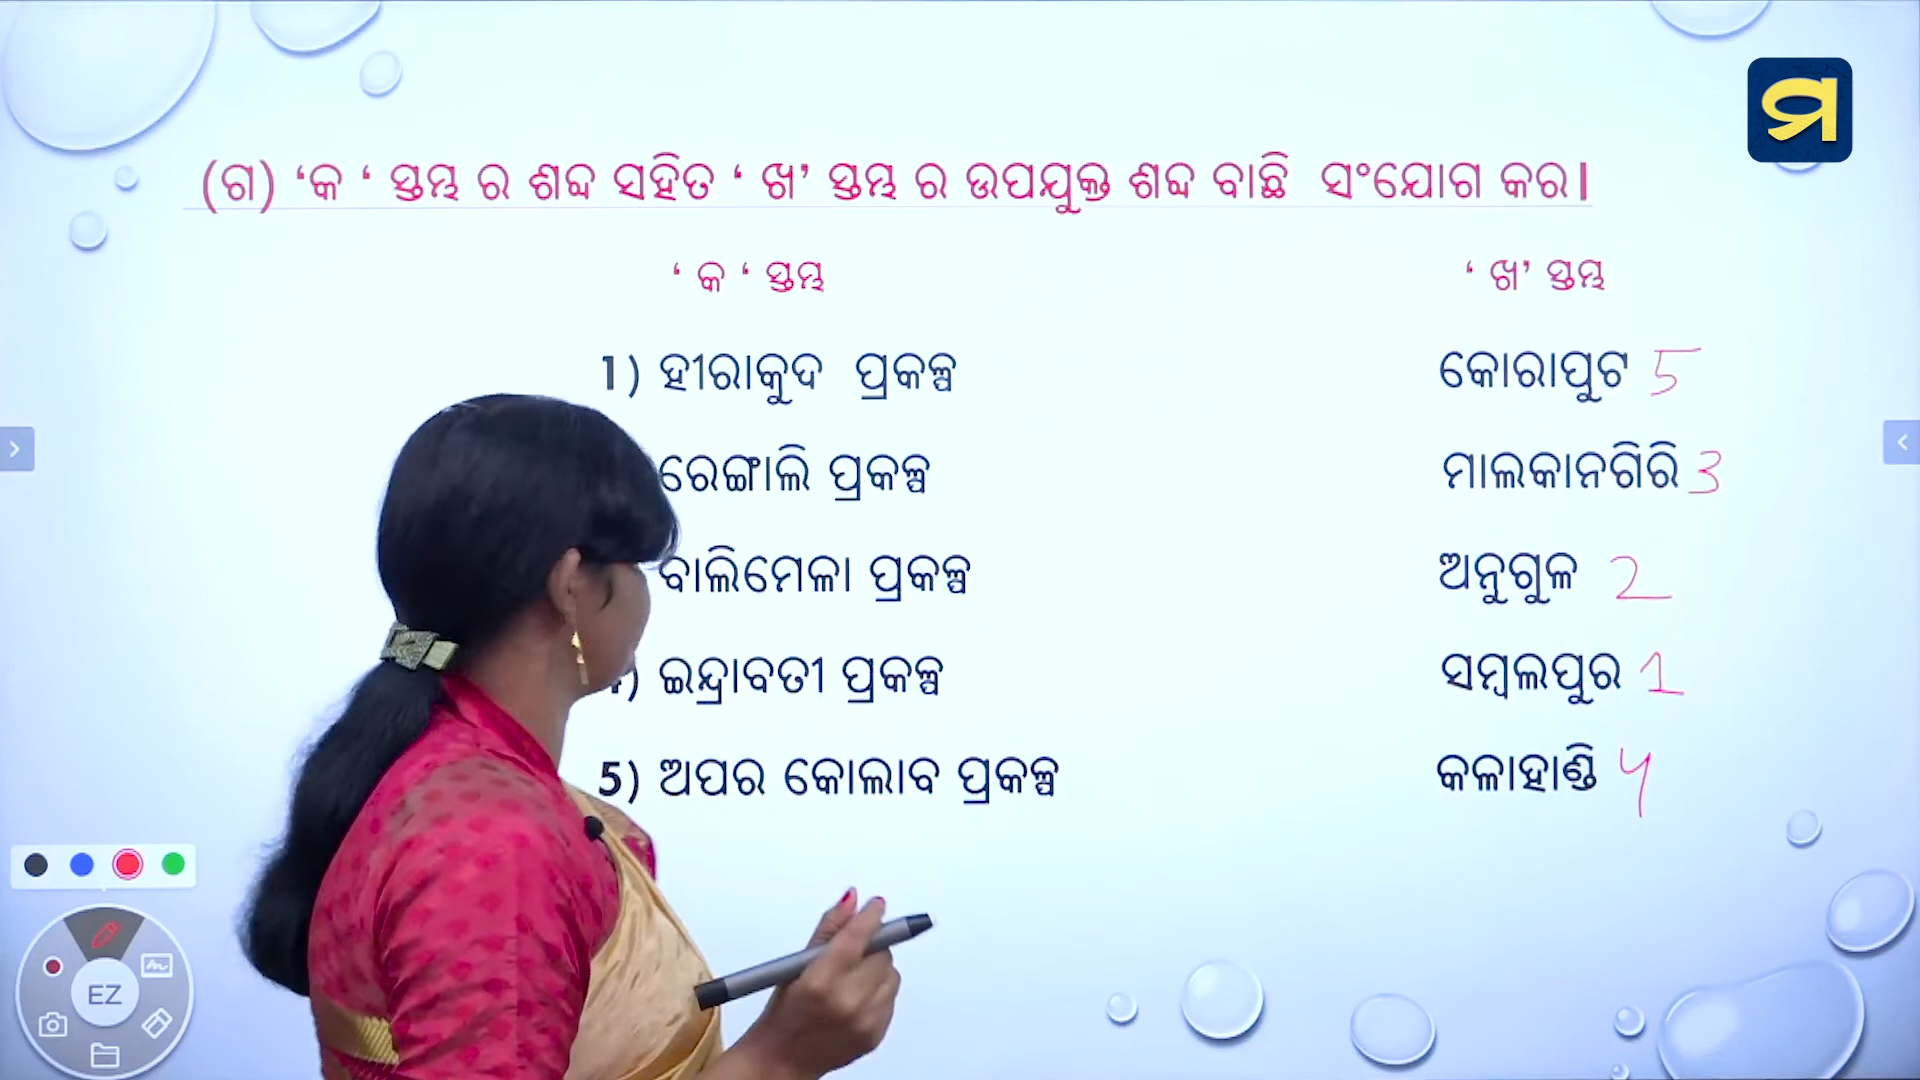 ମ
(ଗ) ‘କ ‘ ସ୍ତମ୍ଭ ର ଶବ୍ଦ ସହିତ ‘ ଖ’ ସ୍ତମ୍ଭ ର ଉପଯୁକ୍ତ ଶବ୍ଦ ବାଛି ସଂଯୋଗ କର।
‘ କ ‘ ସ୍ତମ୍ଭ ‘ ଖ’ ସ୍ତମ୍ଭ
1) ହୀରାକୁଦ ପ୍ରକଳ୍ପ କୋରାପୁଟ 5
ରେଙ୍ଗାଲି ପ୍ରକଳ୍ପ ମାଲକାନଗିରି 3
ବାଲିମେଳା ପ୍ରକଳ୍ପ ଅନୁଗୁଳ 2
) ଇନ୍ଦ୍ରାବତୀ ପ୍ରକଳ୍ପ ସମ୍ବଲପୁର 1
5) ଅପର କୋଲାବ ପ୍ରକଳ୍ପ କଳାହାଣ୍ଡି 4
EZ